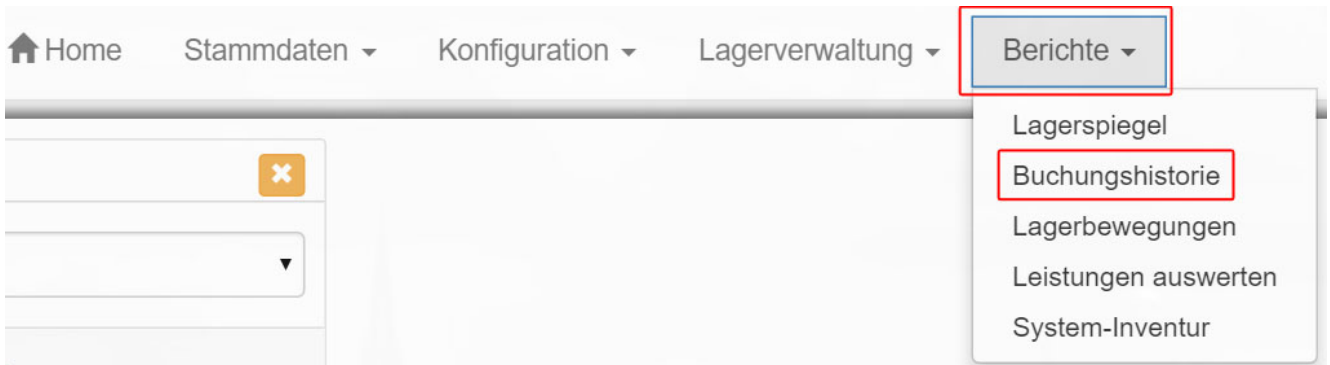 Home Stammdaten Konfiguration Lagerverwaltung Berichte
Lagerspiegel
Buchungshistorie
Lagerbewegungen
Leistungen auswerten
System-Inventur